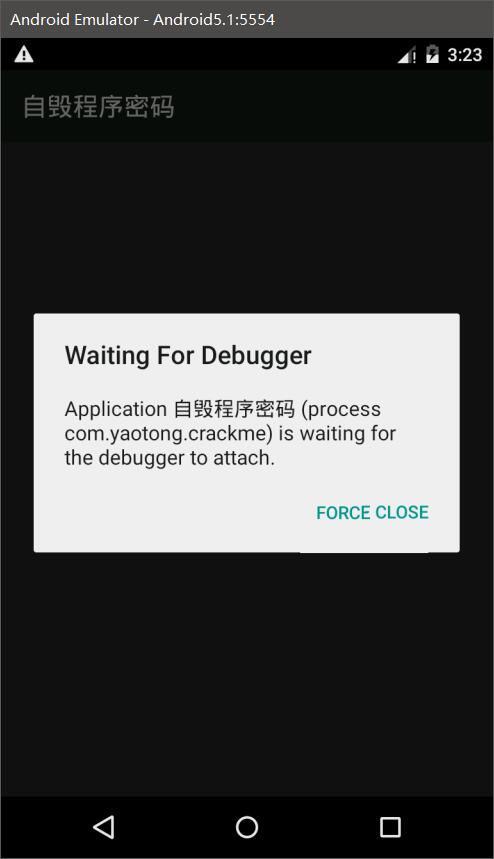 Android Emulator - Android5.1:5554
3:23
自毁程序密码
Waiting For Debugger
Application 自毁程序密码 (process
com.yaotong.crackme) is waiting for
the debugger to attach.
FORCE CLOSE